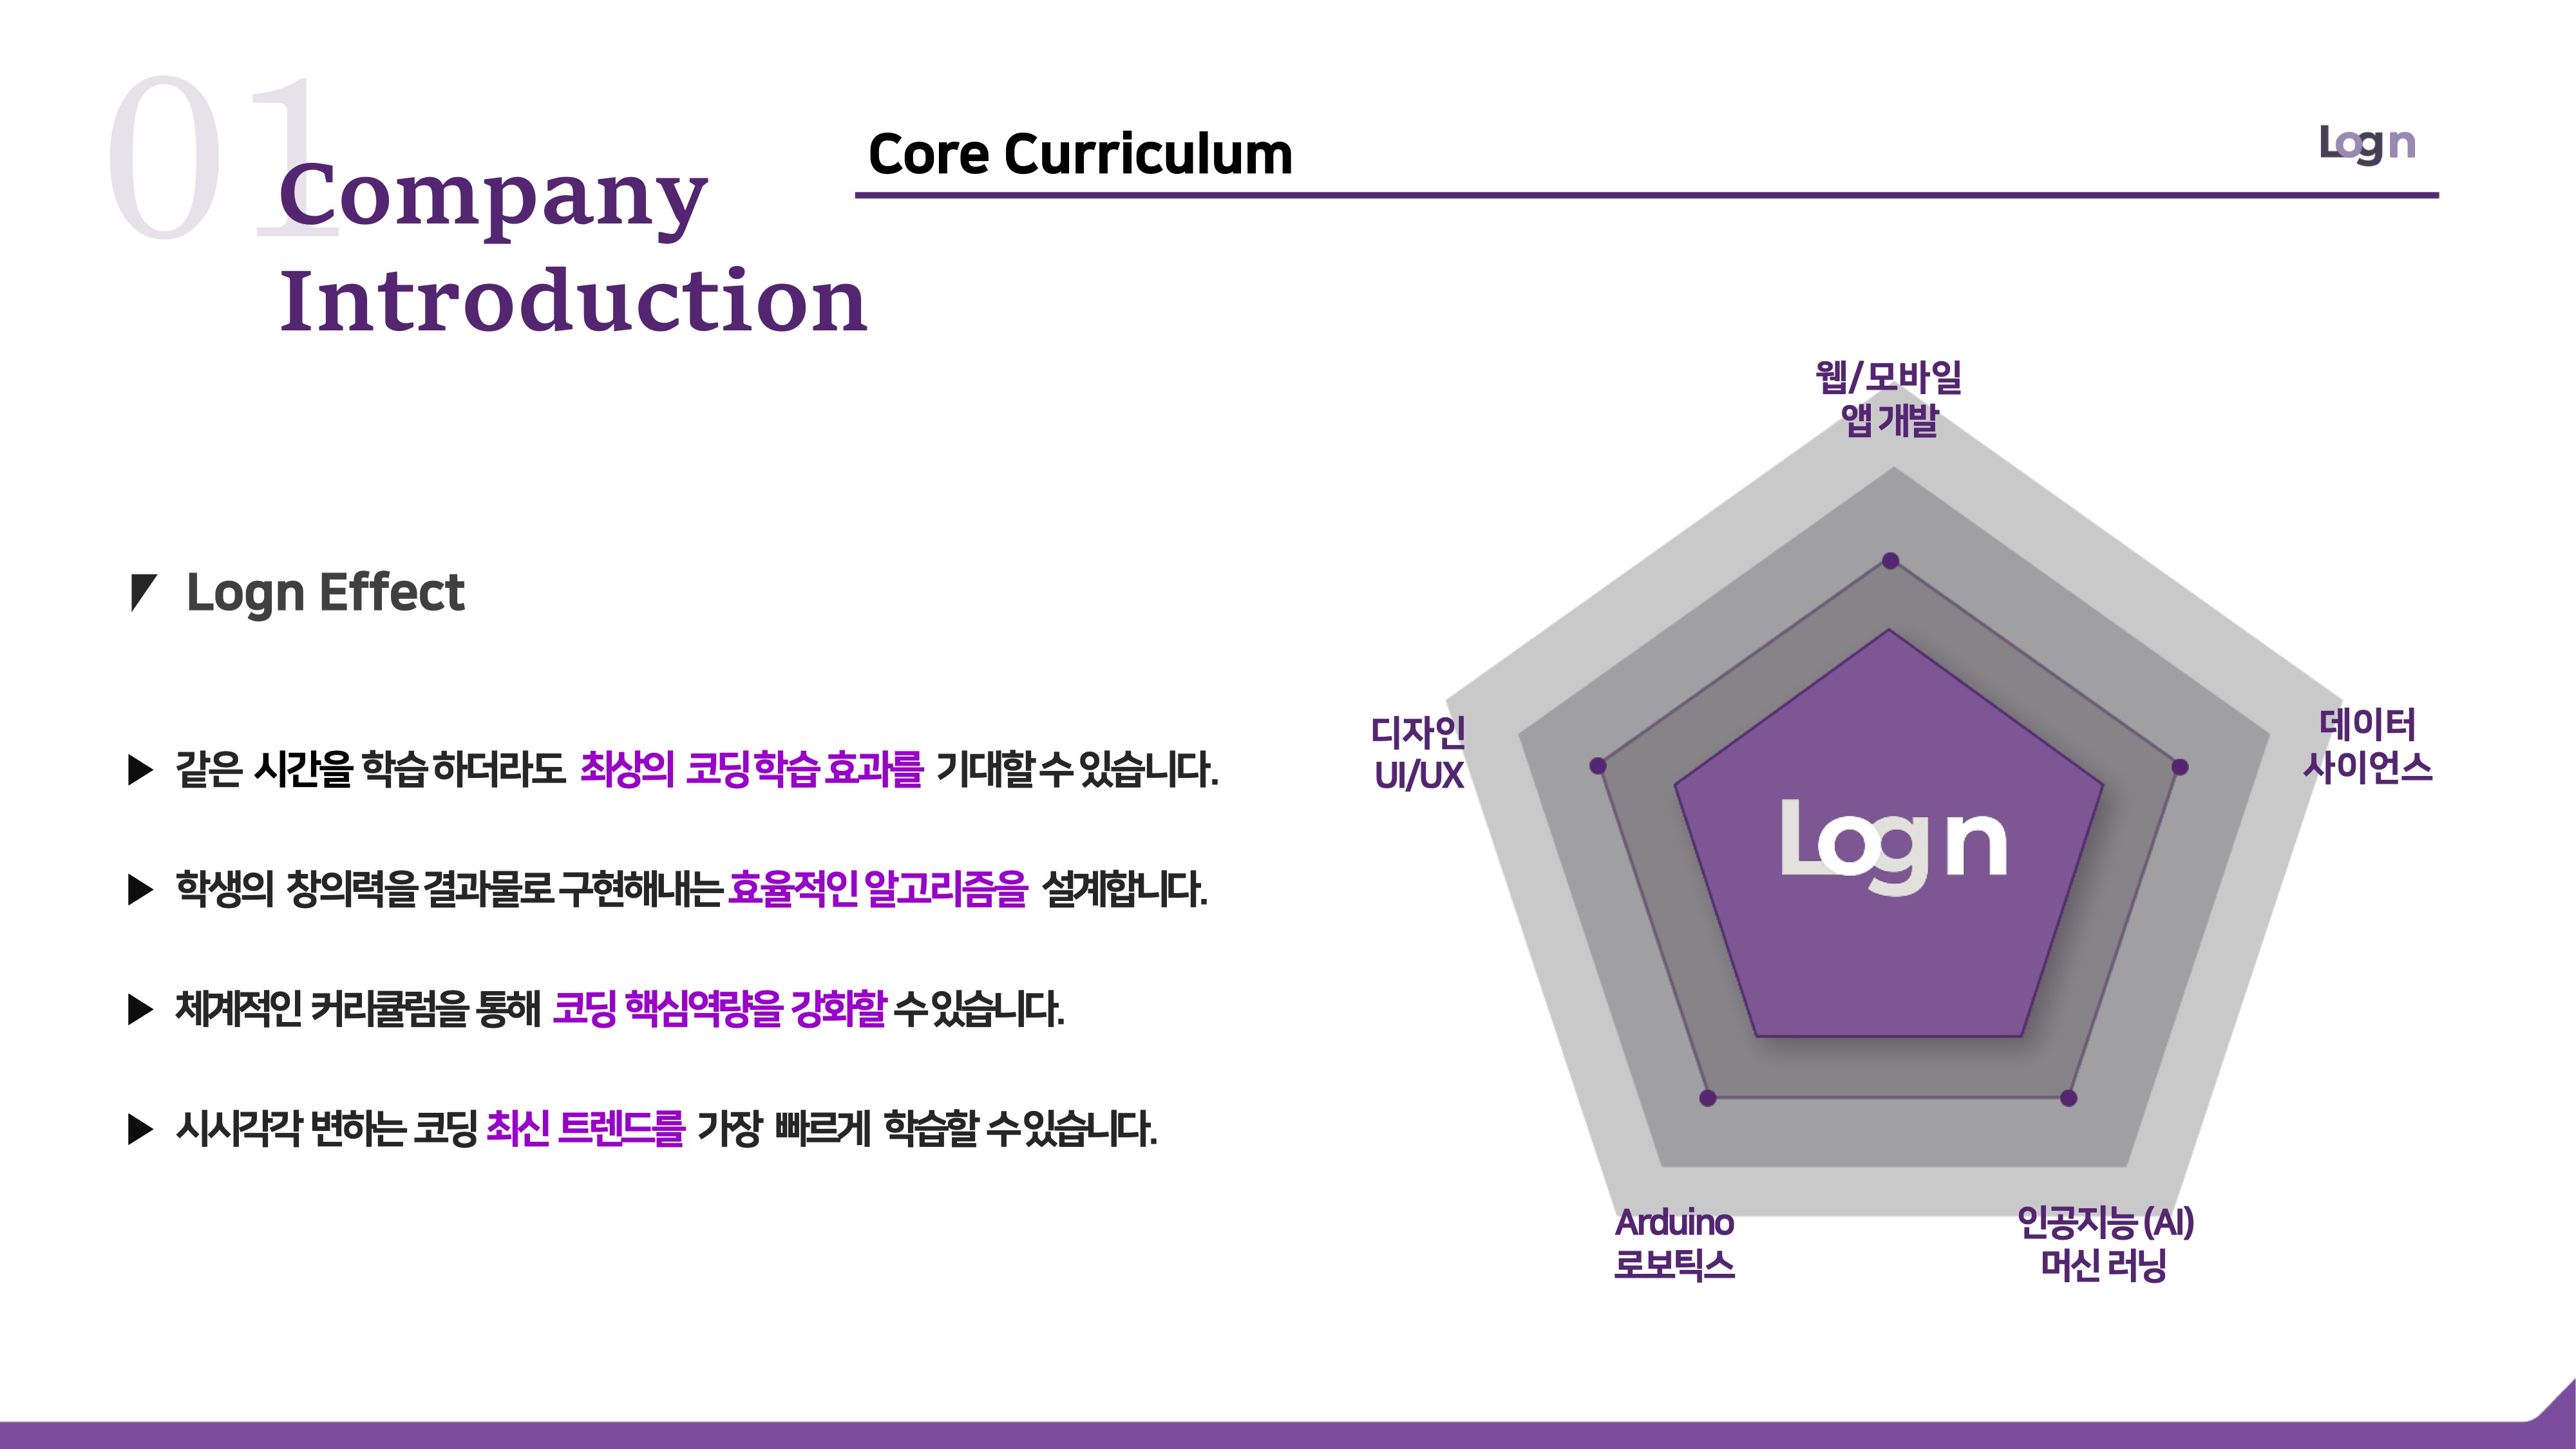 01
Company
Introduction
Core Curriculum
Logn
Logn Effect
같은 시간을 학습 하더라도 최상의 코딩 학습 효과를 기대할 수 있습니다.
학생의 창의력을 결과물로 구현해내는 효율적인 알고리즘을 설계합니다.
체계적인 커리큘럼을 통해 코딩 핵심역량을 강화할 수 있습니다.
시시각각 변하는 코딩 최신 트렌드를 가장 빠르게 학습할 수 있습니다.
웹/모바일
앱 개발
디자인
UI/UX
데이터
사이언스
Logn
Arduino
로보틱스
인공지능 (AI)
머신 러닝